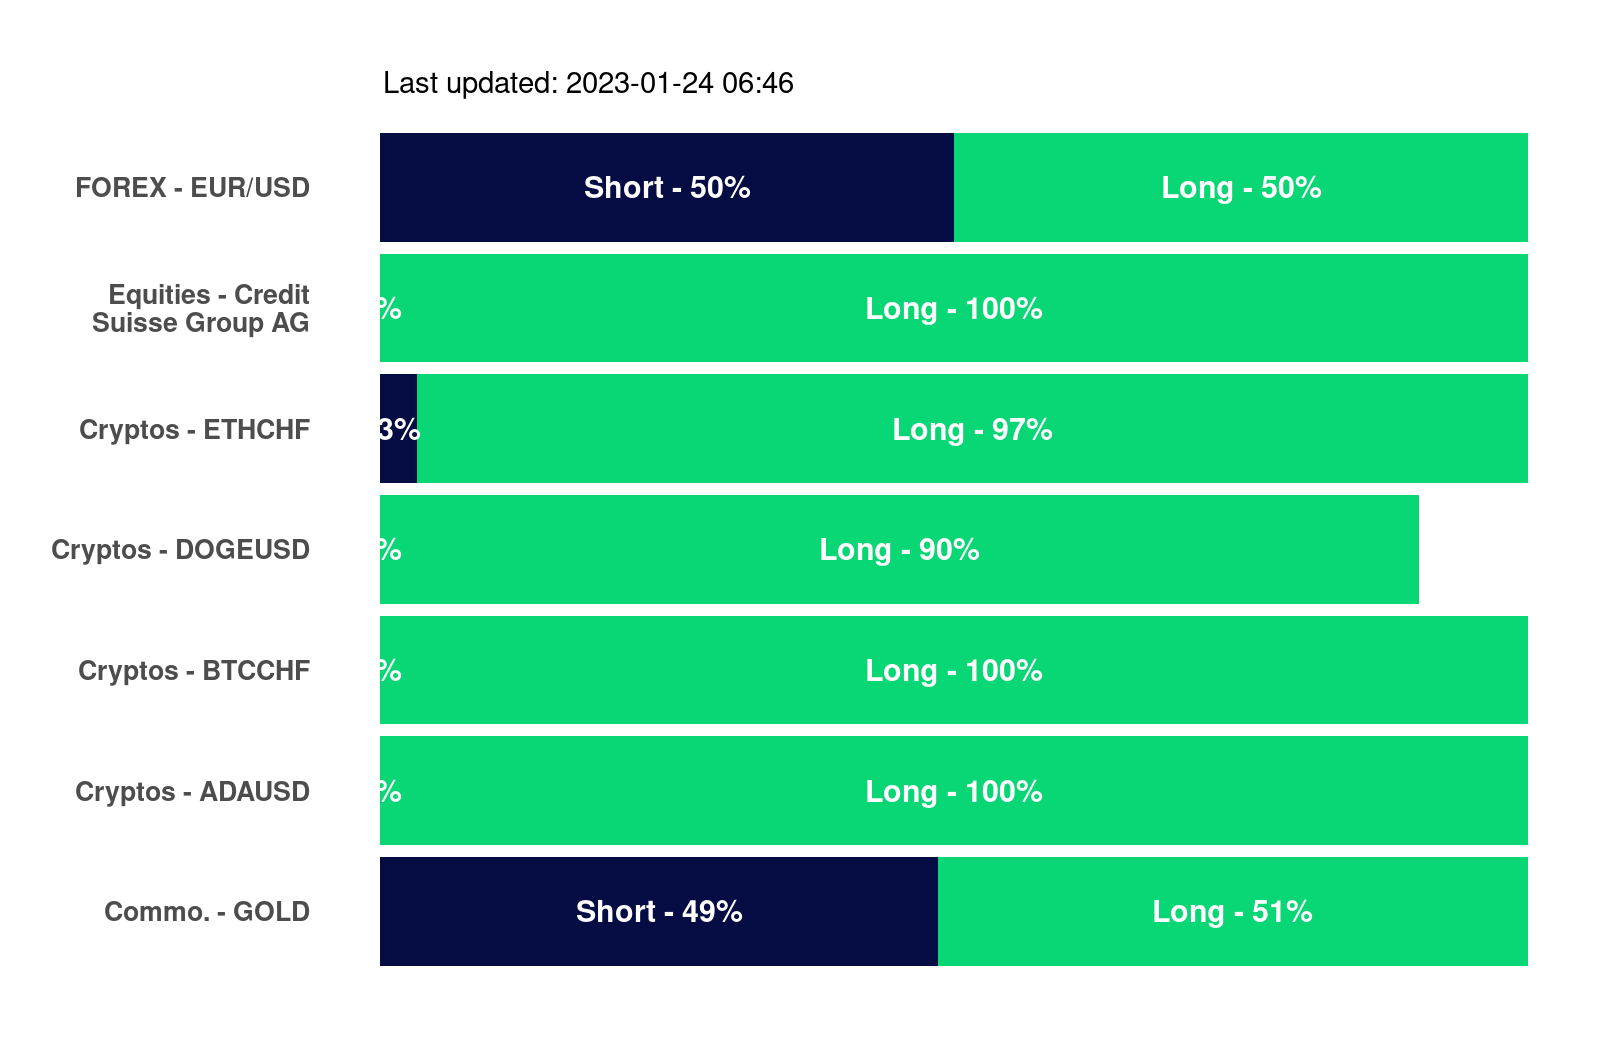 Last updated: 2023-01-24 06:46
FOREX - EUR/USD
Short - 50%
Long - 50%
Equities - Credit
Suisse Group AG
%
Long - 100%
Cryptos - ETHCHF
3%
Long - 97%
Cryptos - DOGEUSD
%
Long - 90%
Cryptos - BTCCHF
%
Long - 100%
Cryptos - ADAUSD
%
Long - 100%
Commo. - GOLD
Short - 49%
Long - 51%